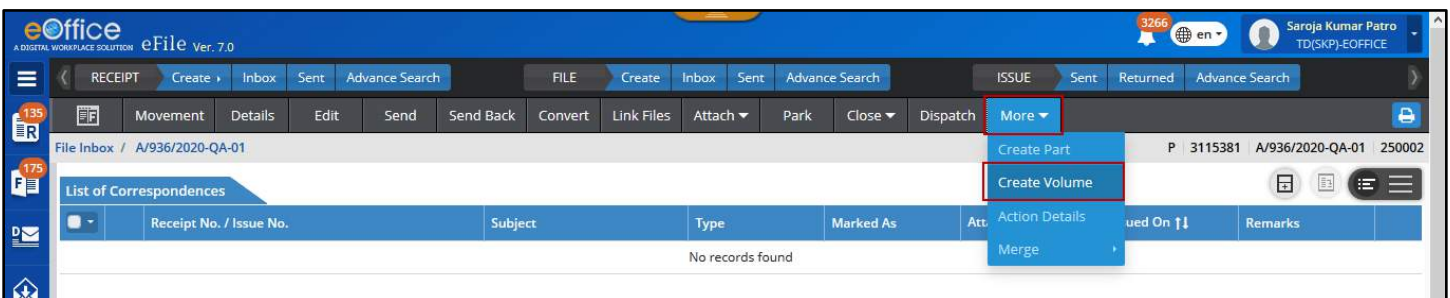 eOffice
A DIGITAL WORKPLACE SOLUTION eFile Ver. 7.0
3266 en Saroja Kumar Patro
TD(SKP)-EOFFICE
RECEIPT Create Inbox Sent Advance Search FILE Create Inbox Sent Advance Search ISSUE Sent Returned Advance Search
135 R Movement Details Edit Send Send Back Convert Link Files Attach Park Close Dispatch More
File Inbox / A/936/2020-QA-01 Create Part P 3115381 A/936/2020-QA-01 250002
175 F List of Correspondences Create Volume
Receipt No. / Issue No. Subject Type Marked As Att Action Details ued On Remarks
D No records found Merge